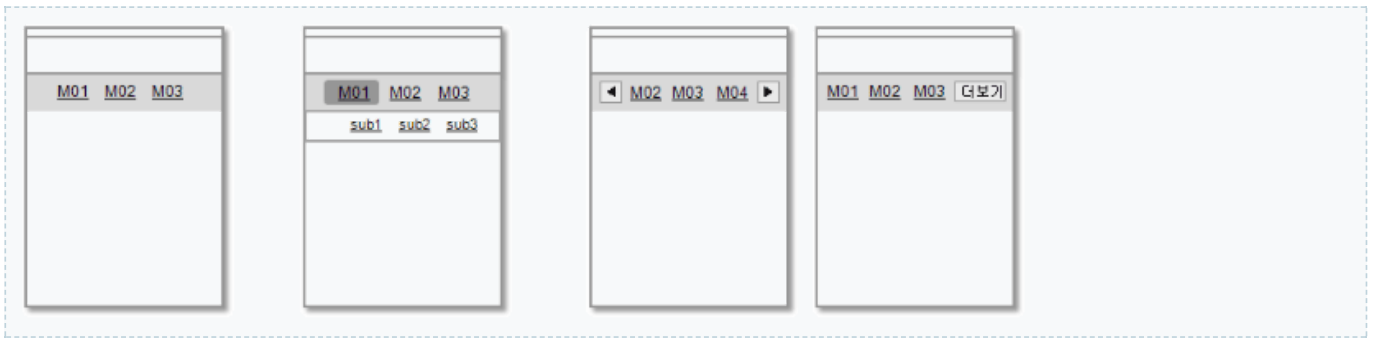 M01 M02 M03
M01 M02 M03
sub1 sub2 sub3
◀ M02 M03 M04 ▶
M01 M02 M03 더보기